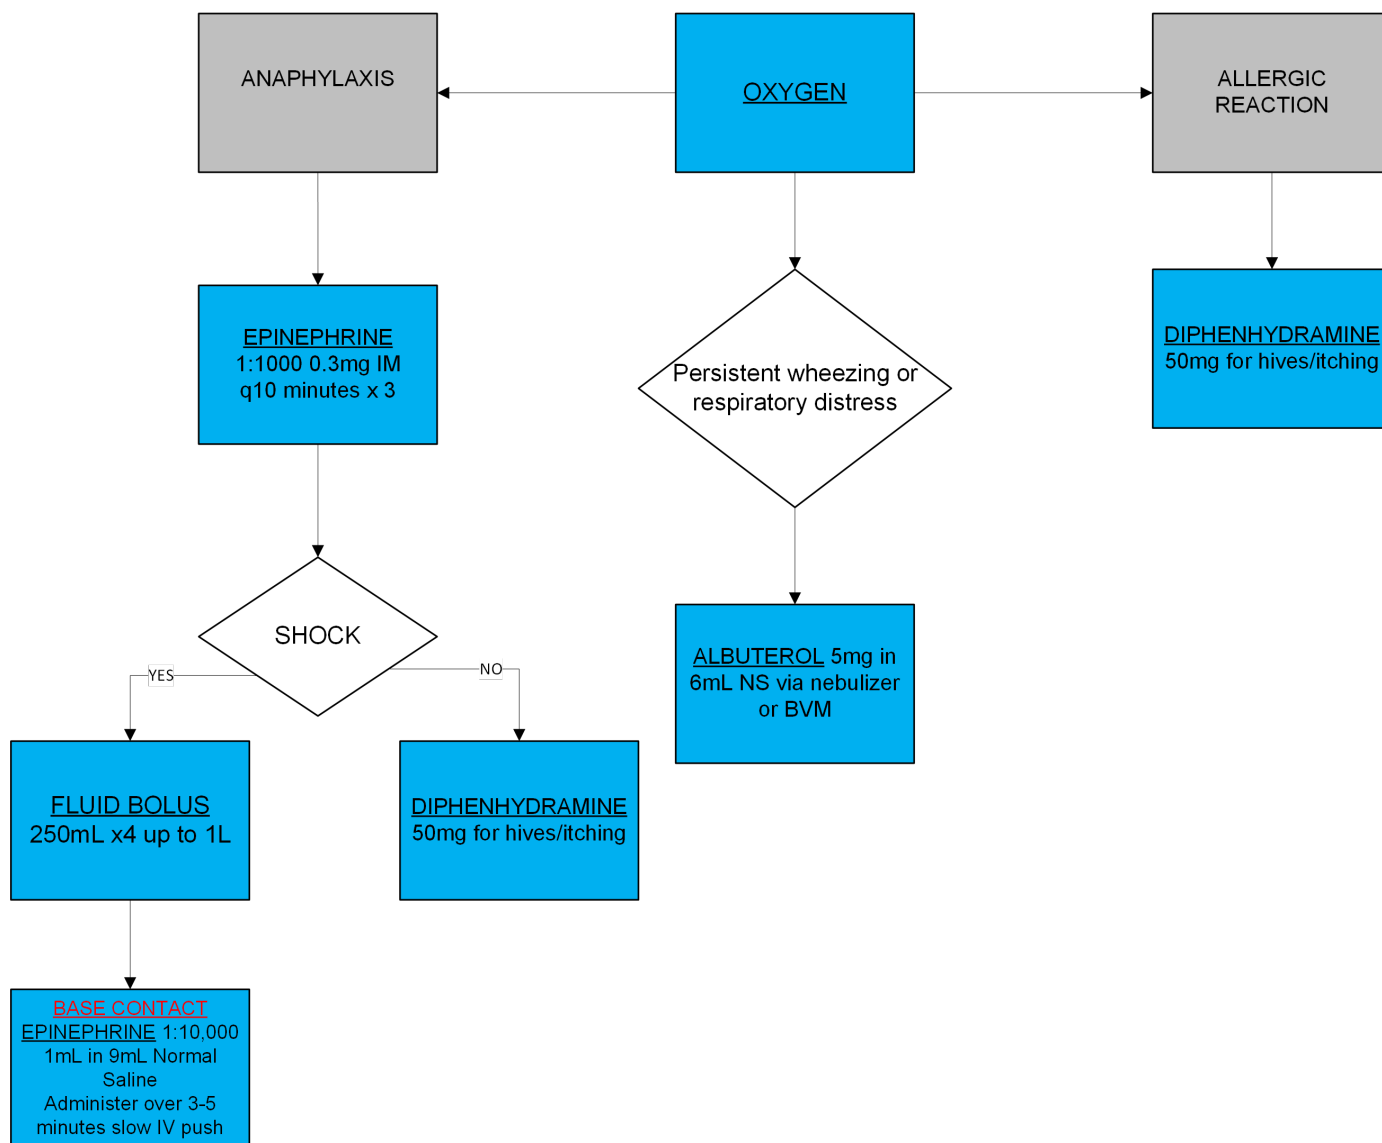 ANAPHYLAXIS
OXYGEN
ALLERGIC
REACTION
EPINEPHRINE
1:1000 0.3mg IM
q10 minutes x 3
Persistent wheezing or
respiratory distress
DIPHENHYDRAMINE
50mg for hives/itching
SHOCK
YES
NO
ALBUTEROL 5mg in
6mL NS via nebulizer
or BVM
FLUID BOLUS
250mL x4 up to 1L
DIPHENHYDRAMINE
50mg for hives/itching
BASE CONTACT
EPINEPHRINE 1:10,000
1mL in 9mL Normal
Saline
Administer over 3-5
minutes slow IV push